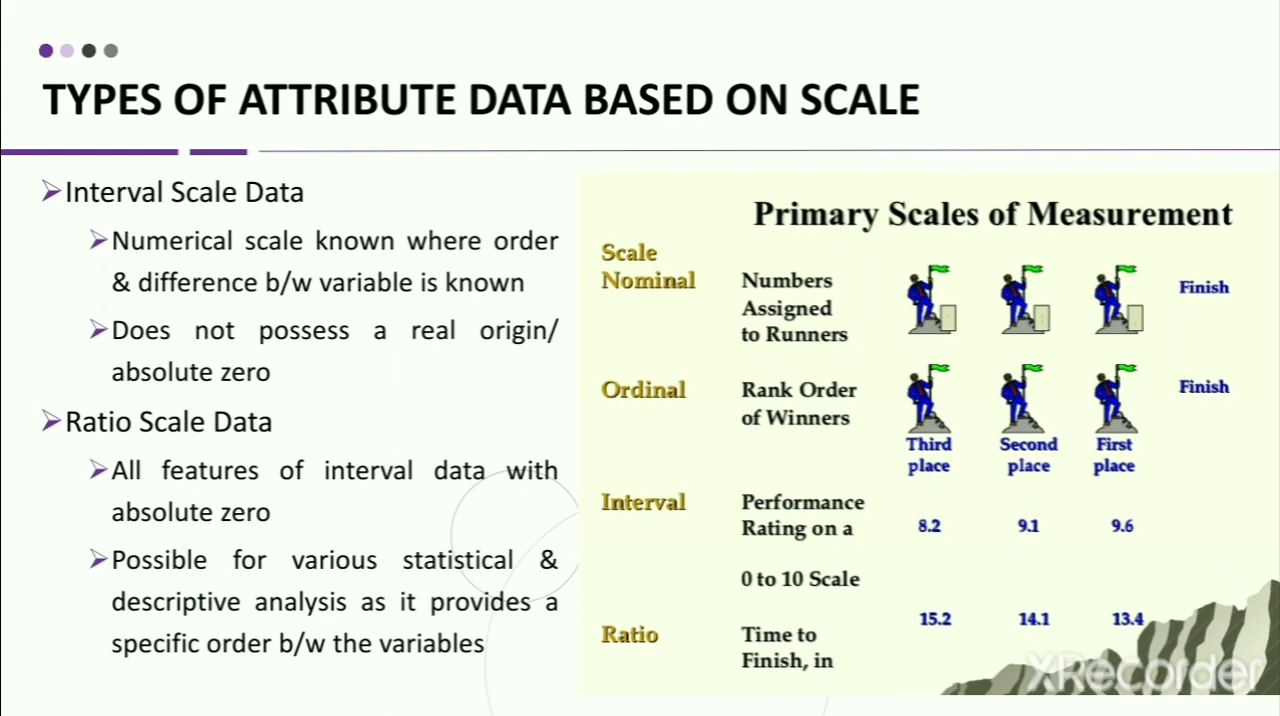 TYPES OF ATTRIBUTE DATA BASED ON SCALE
Interval Scale Data
Numerical scale known where order
& difference b/w variable is known
Does not possess a real origin/
absolute zero
Ratio Scale Data
All features of interval data with
absolute zero
Possible for various statistical &
descriptive analysis as it provides a
specific order b/w the variables
Primary Scales of Measurement
Scale
Nominal
Numbers
Assigned
to Runners
Finish
Ordinal
Rank Order
of Winners
Finish
Third
place
Second
place
First
place
Interval
Performance
Rating on a
0 to 10 Scale
8.2 9.1 9.6
Ratio
Time to
Finish, in
15.2 14.1 13.4
XRecorder